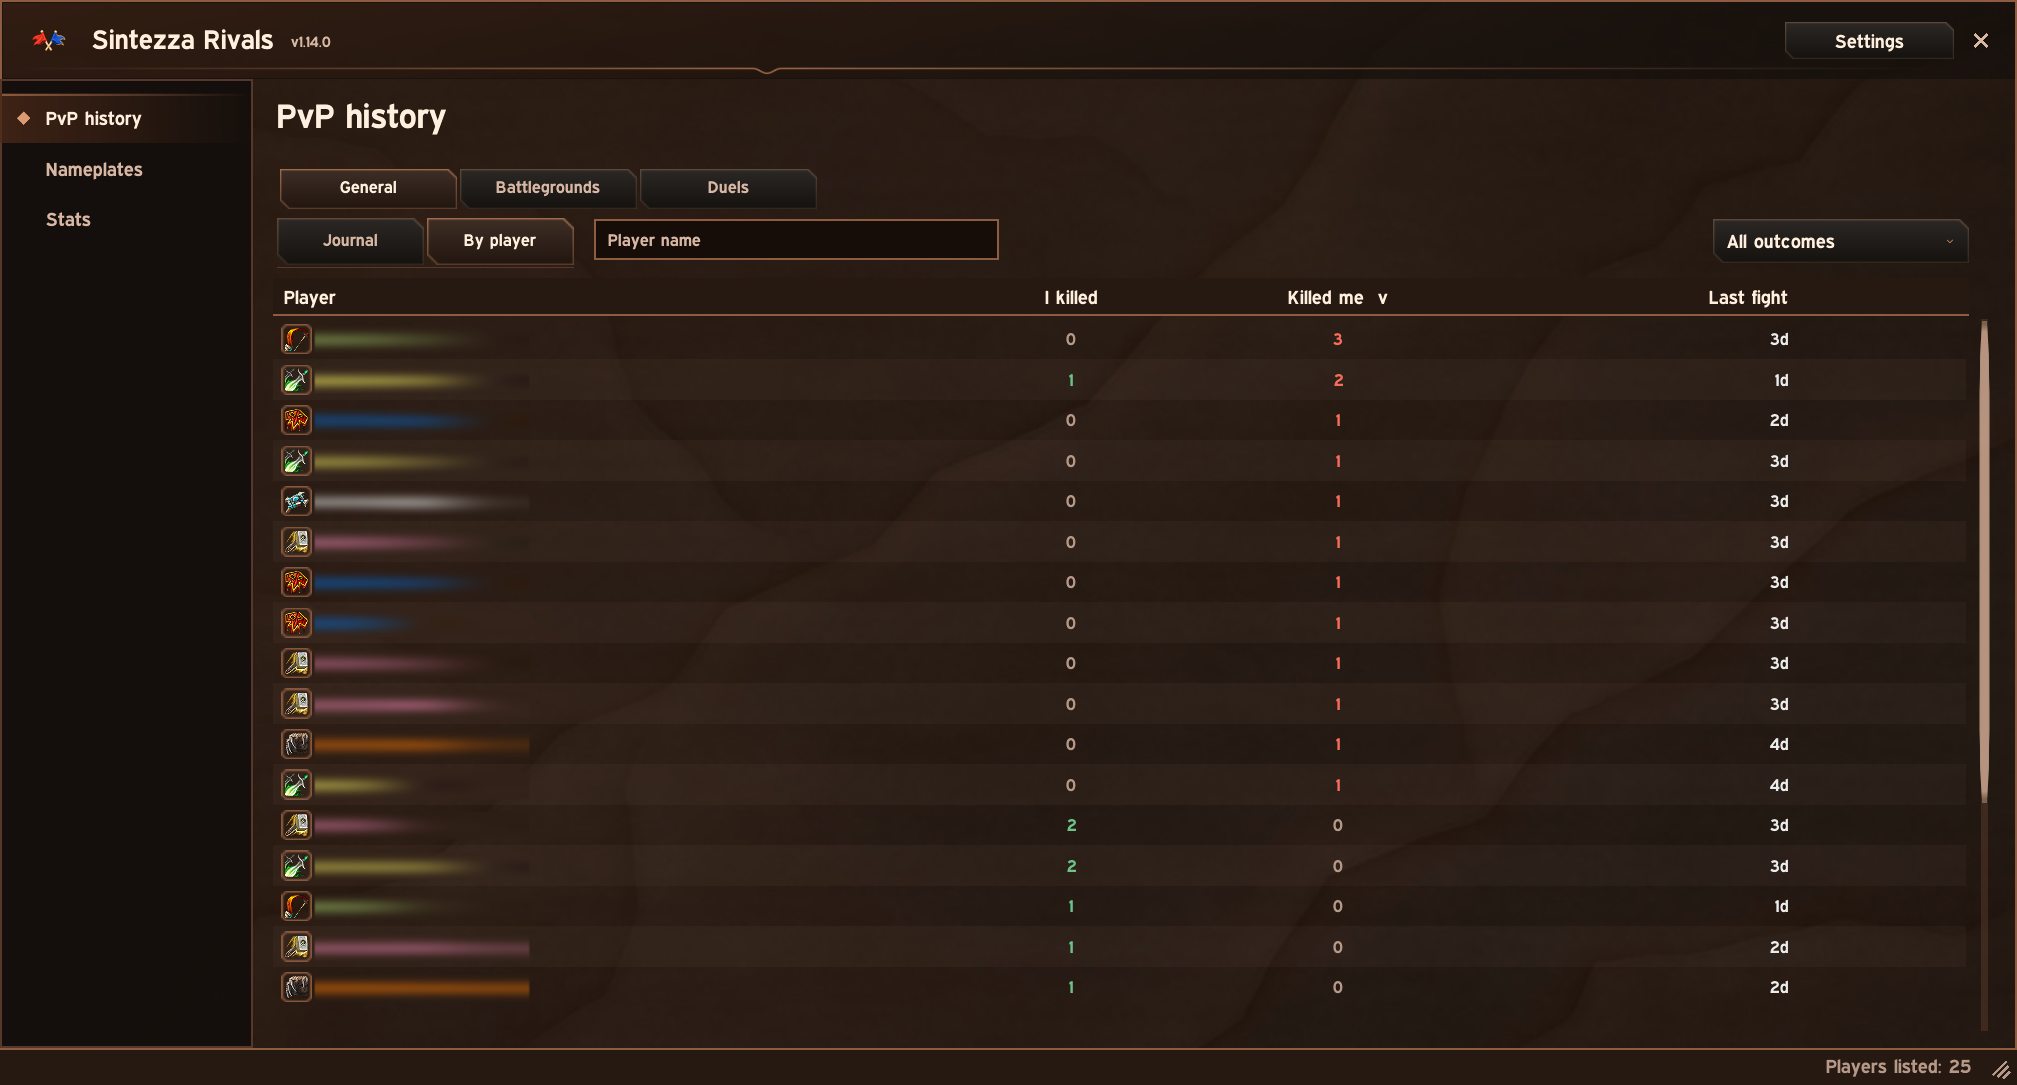 Sintezza Rivals v1.14.0
Settings
PvP history
Nameplates
Stats
PvP history
General Battlegrounds Duels
Journal By player Player name All outcomes
Player I killed Killed me v Last fight
0 3 3d
1 2 1d
0 1 2d
0 1 3d
0 1 3d
0 1 3d
0 1 3d
0 1 3d
0 1 3d
0 1 3d
0 1 4d
0 1 4d
2 0 3d
2 0 3d
1 0 1d
1 0 2d
1 0 2d
Players listed: 25